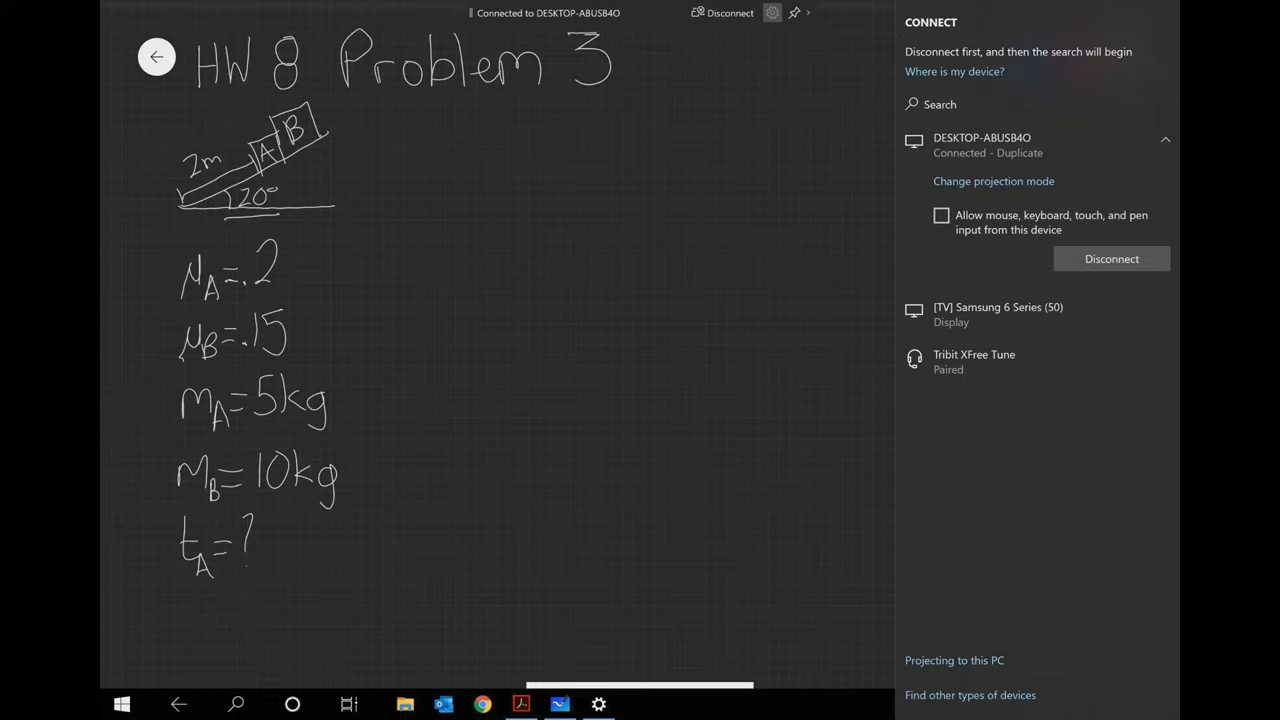 Connected to DESKTOP-ABUSB4O
Disconnect
HW 8 Problem 3
2m
A
B
20°
μA=.2
μB=.15
mA=5kg
mB=10kg
tA=?
CONNECT
Disconnect first, and then the search will begin
Where is my device?
Search
DESKTOP-ABUSB4O
Connected - Duplicate
Change projection mode
Allow mouse, keyboard, touch, and pen
input from this device
Disconnect
[TV] Samsung 6 Series (50)
Display
Tribit XFree Tune
Paired
Projecting to this PC
Find other types of devices